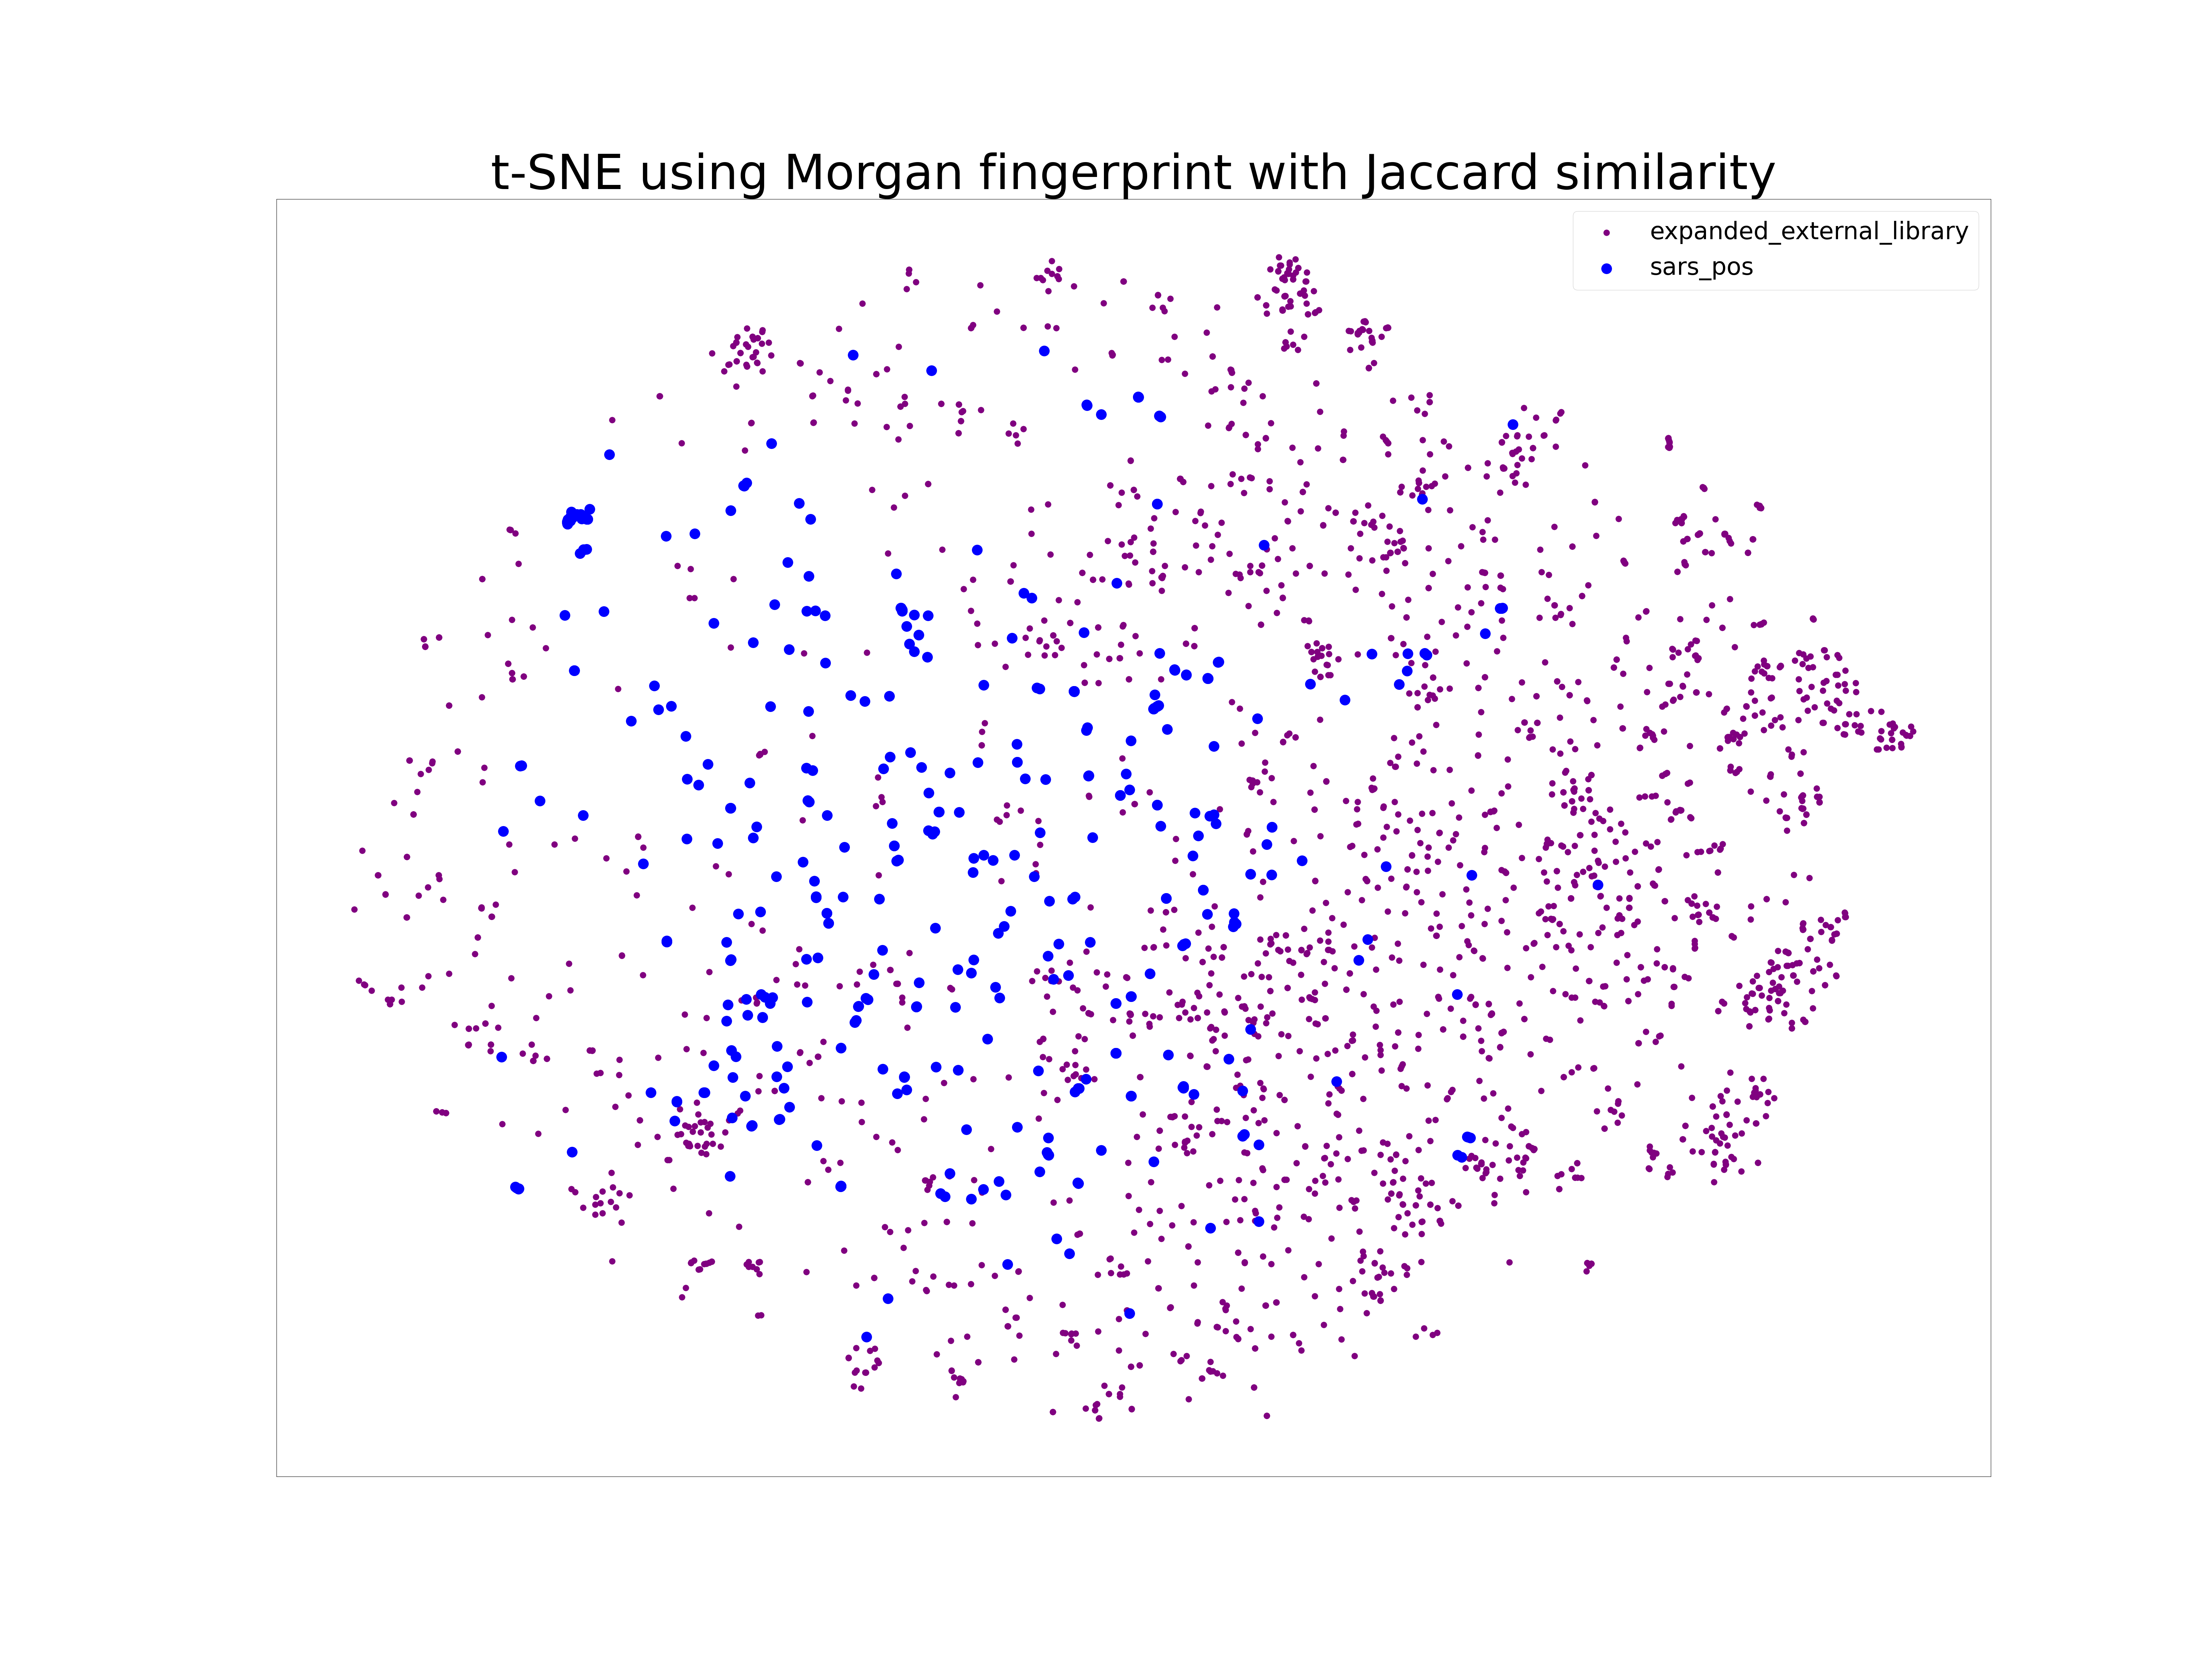 t-SNE using Morgan fingerprint with Jaccard similarity
expanded_external_library
sars_pos